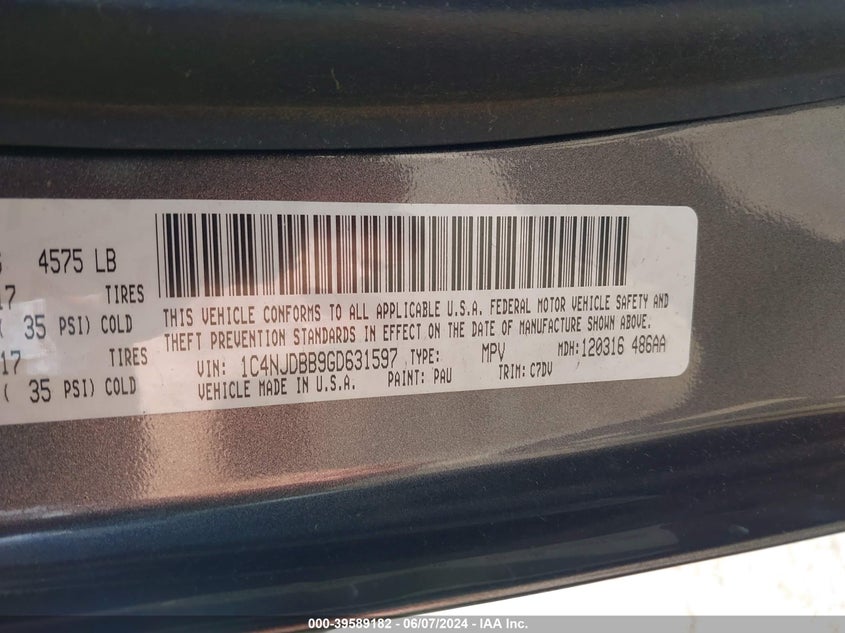 4575 LB
17 TIRES
( 35 PSI) COLD
17 TIRES
( 35 PSI) COLD
THIS VEHICLE CONFORMS TO ALL APPLICABLE U.S.A. FEDERAL MOTOR VEHICLE SAFETY AND
THEFT PREVENTION STANDARDS IN EFFECT ON THE DATE OF MANUFACTURE SHOWN ABOVE.
VIN: 1C4NJDBB9GD631597 TYPE: MPV MDH:120316 486AA
VEHICLE MADE IN U.S.A. PAINT: PAU TRIM: C7DV
000-39589182 - 06/07/2024 - IAA Inc.